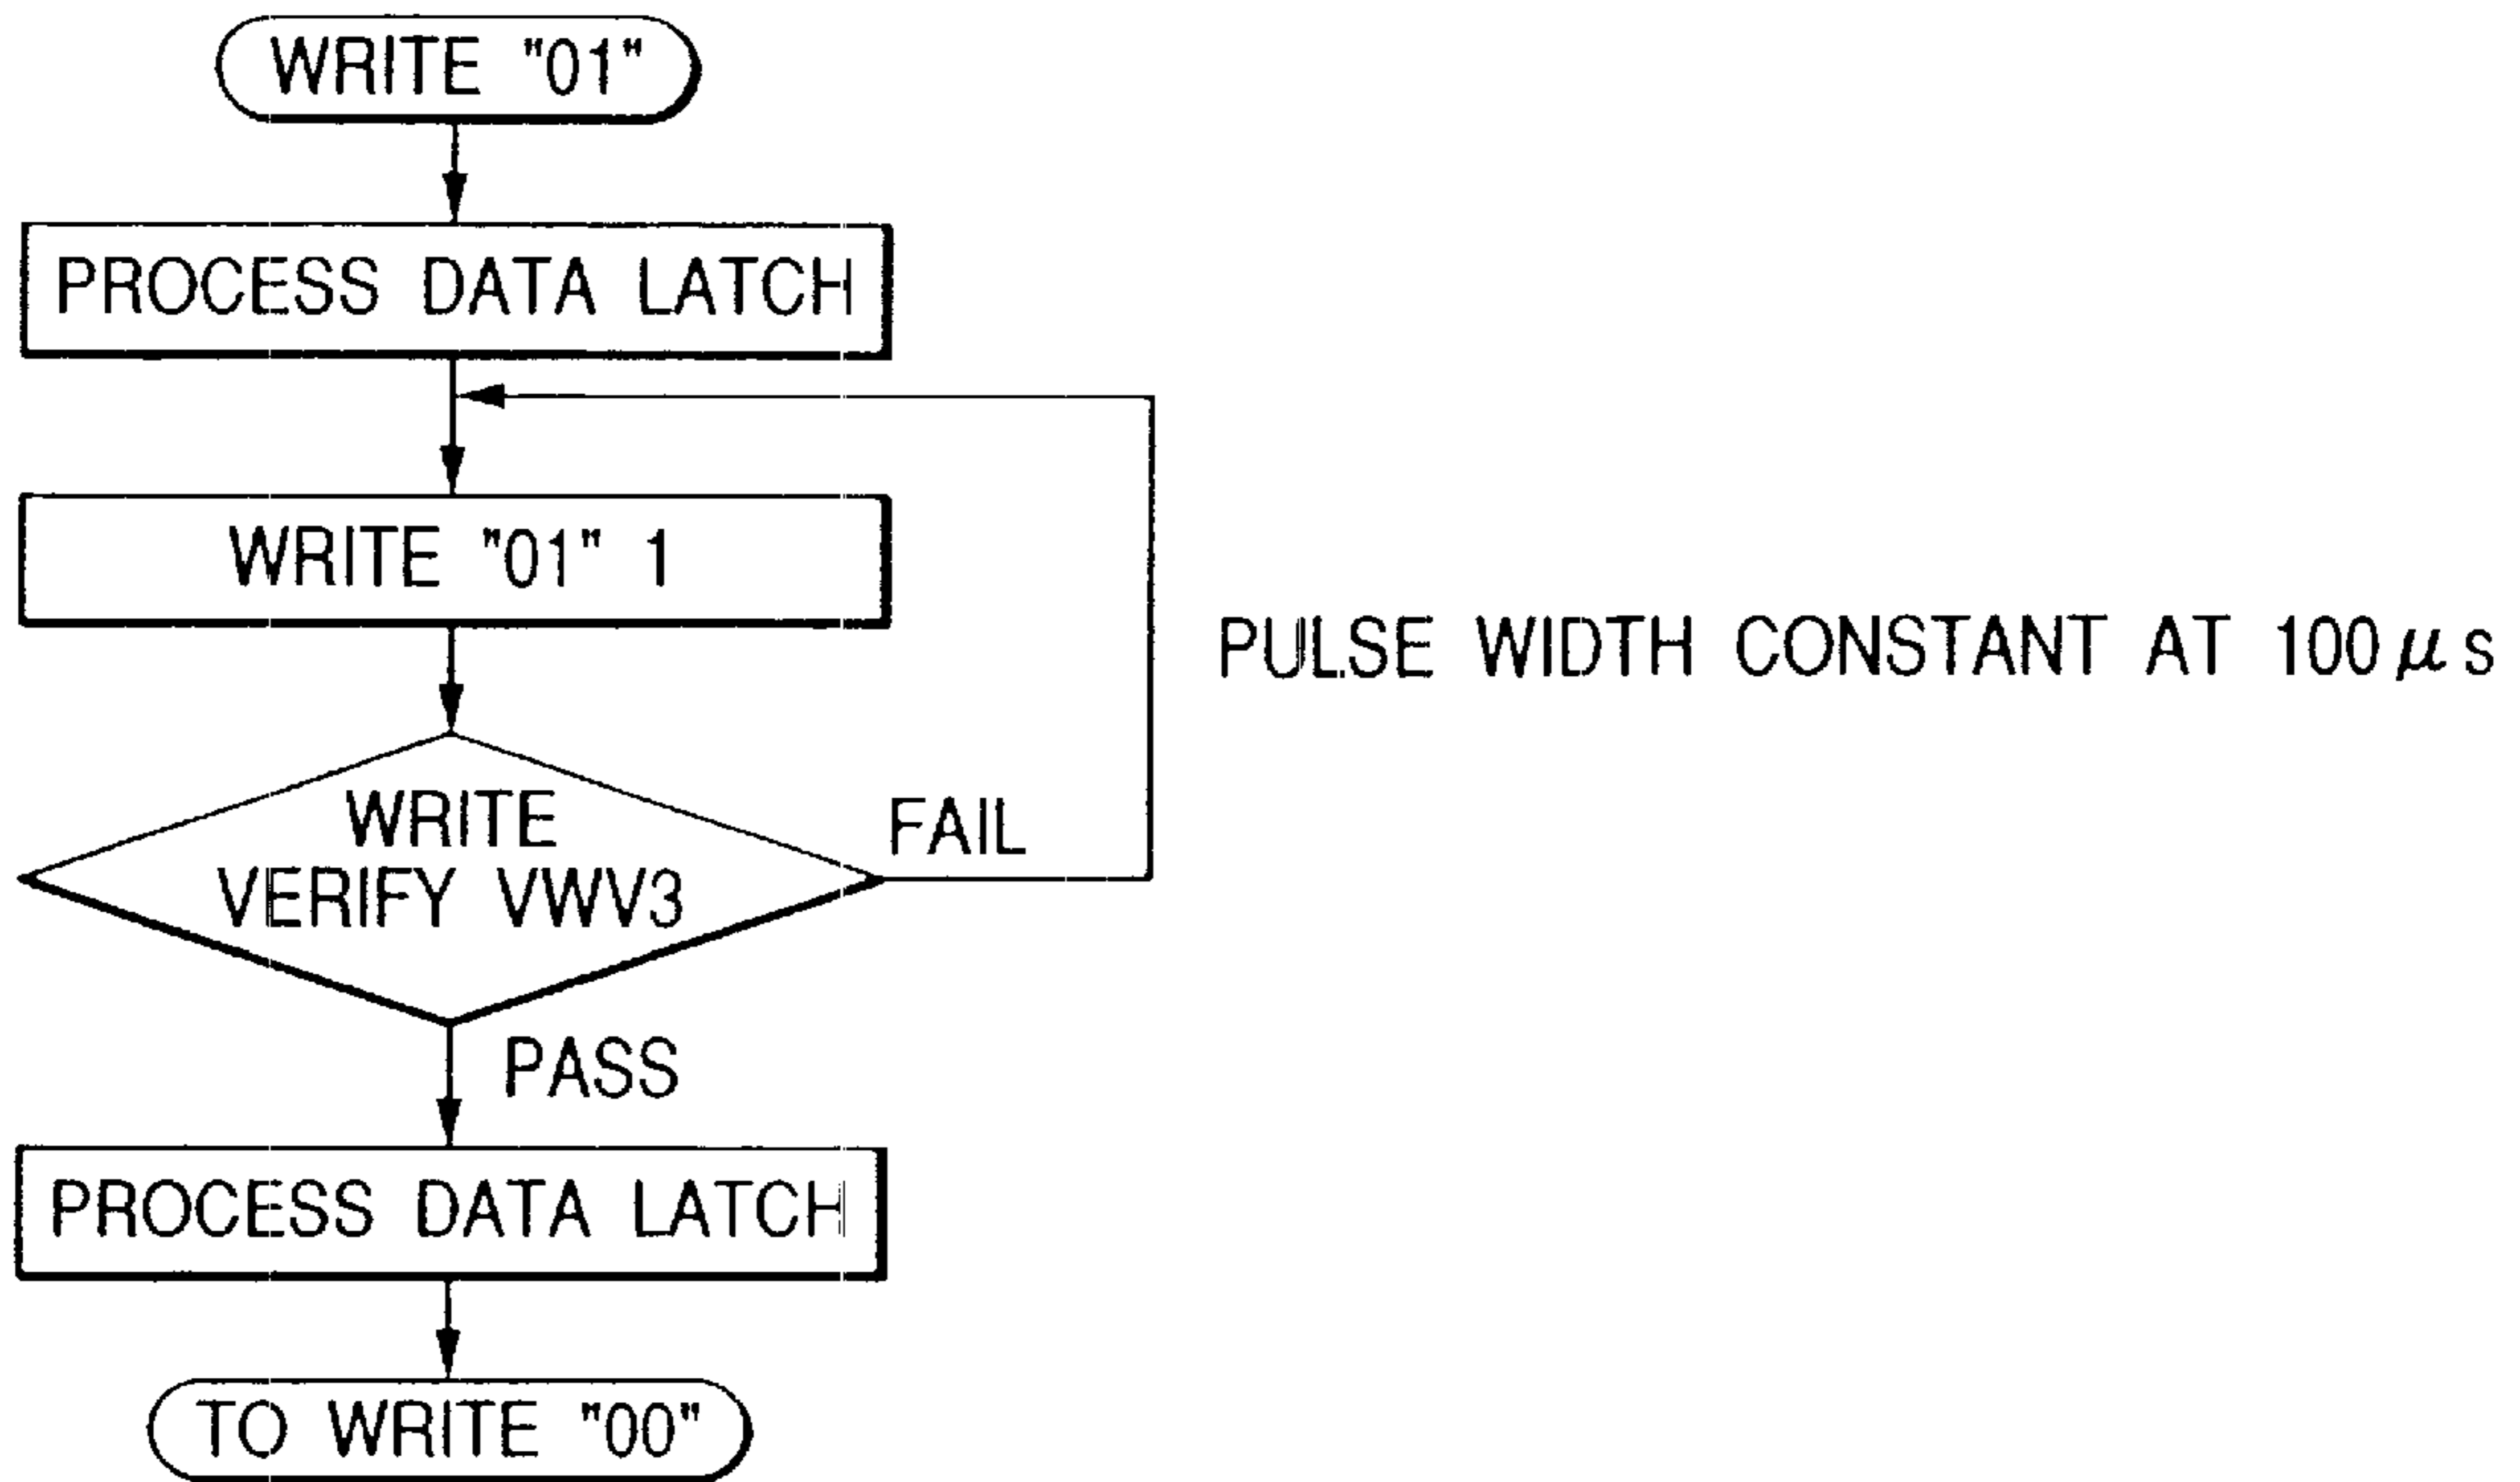 WRITE "01"
PROCESS DATA LATCH
WRITE "01" 1
PULSE WIDTH CONSTANT AT 100μs
WRITE
VERIFY VWV3
FAIL
PASS
PROCESS DATA LATCH
TO WRITE "00"